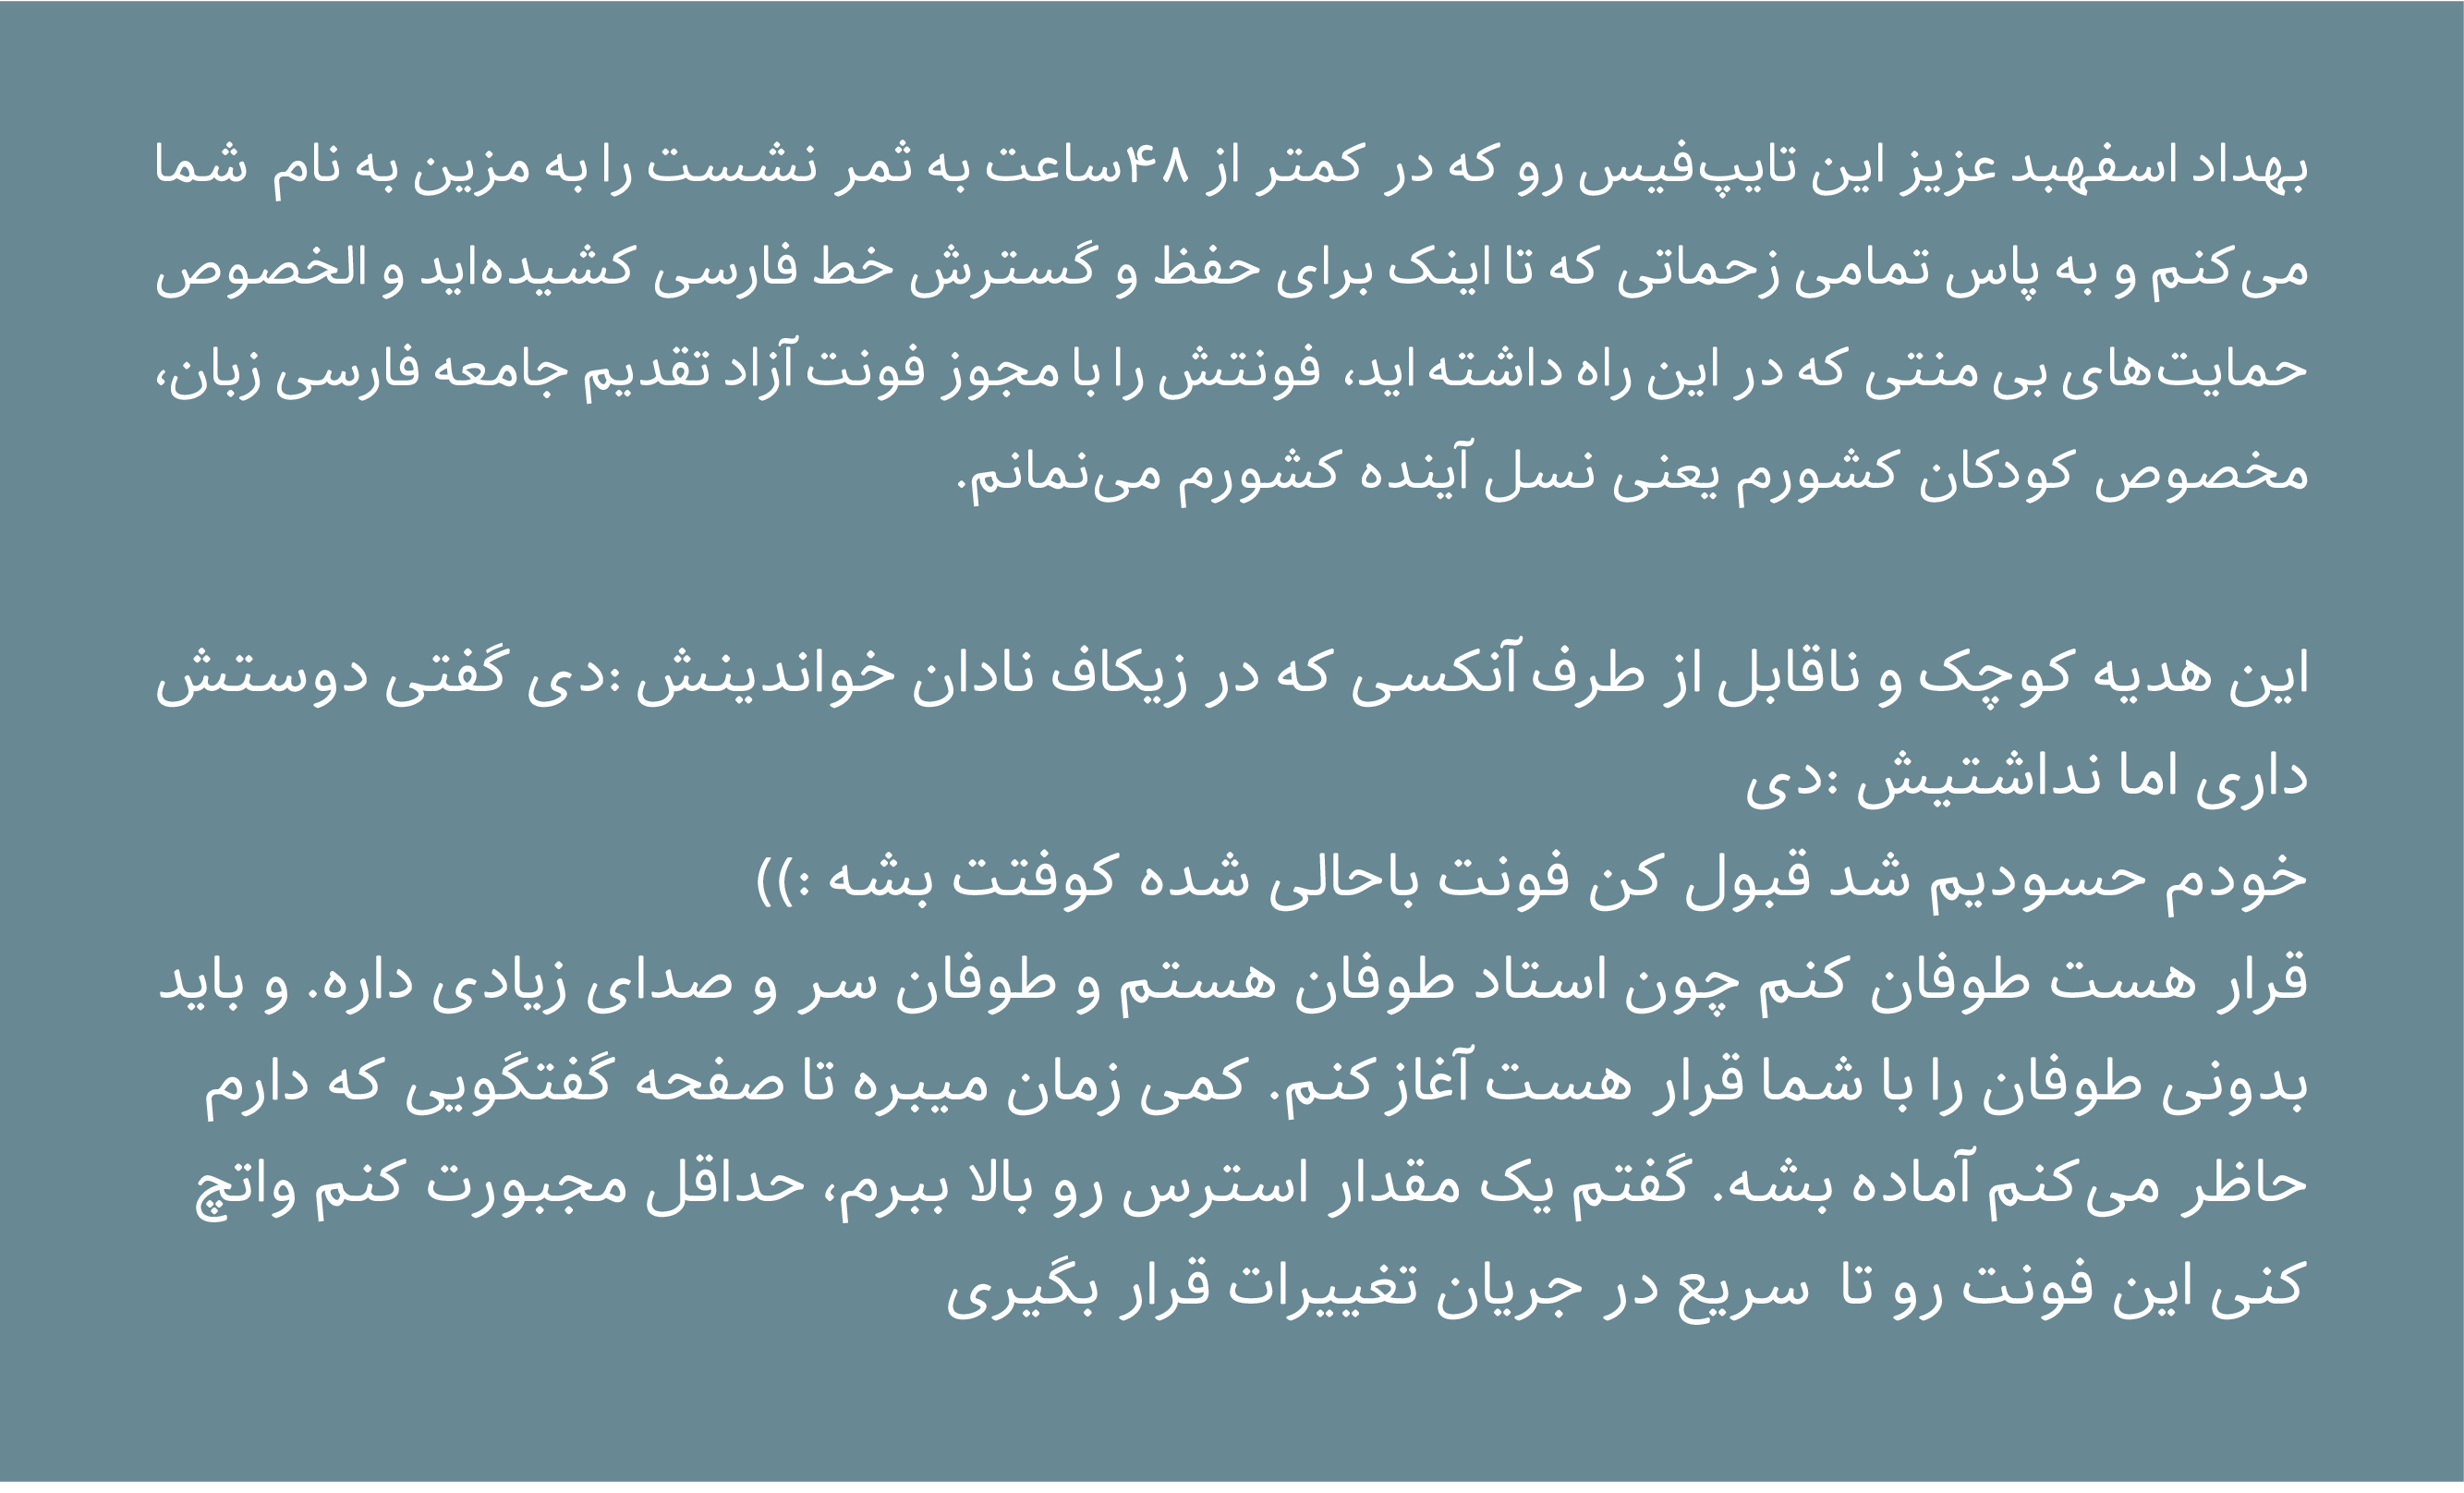 بهداد اسفهبد عزیز این تایپ‌فیس رو که در کمتر از ۴۸ساعت به ثمر نشست را به مزین به نام شما
می‌کنم و به پاس تمامی زحماتی که تا اینک برای حفظ و گسترش خط فارسی کشیده‌اید و الخصوص
حمایت‌های بی‌منتی که در این راه داشته اید، فونتش را با مجوز فونت آزاد تقدیم جامعه فارسی زبان،
مخصوص کودکان کشورم یعنی نسل آینده کشورم می‌نمانم.
این هدیه کوچک و ناقابل از طرف آنکسی که در زیکاف نادان خواندینش :دی گفتی دوستش
داری اما نداشتیش :دی
خودم حسودیم شد قبول کن فونت باحالی شده کوفتت بشه :))
قرار هست طوفان کنم چون استاد طوفان هستم و طوفان سر و صدای زیادی داره. و باید
بدونی طوفان را با شما قرار هست آغاز کنم. کمی زمان میبره تا صفحه گفتگویی که دارم
حاظر می‌کنم آماده بشه. گفتم یک مقدار استرس رو بالا ببرم، حداقل مجبورت کنم واتچ
کنی این فونت رو تا سریع در جریان تغییرات قرار بگیری